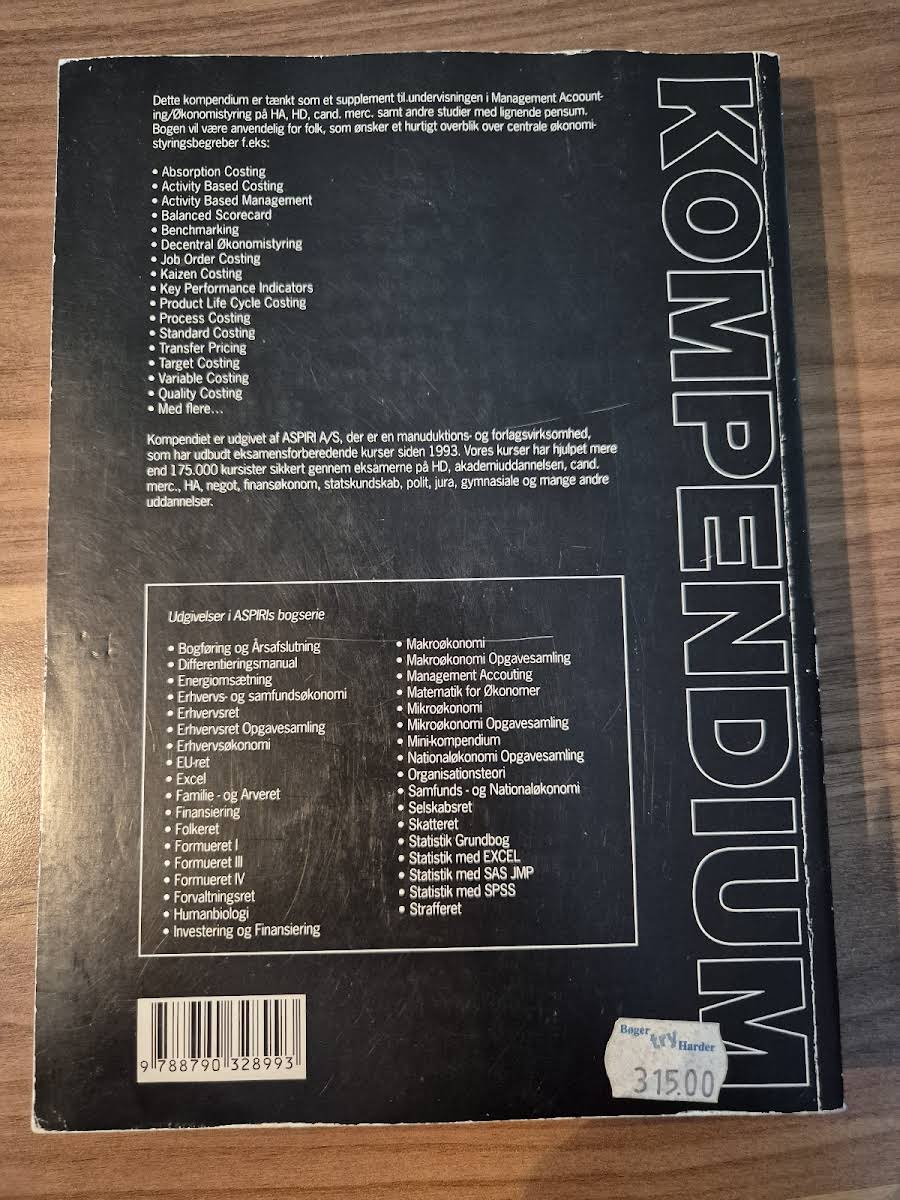 Dette kompendium er tænkt som et supplement til.undervisningen i Management Acoount-
ing/Økonomistyring på HA, HD, cand. merc. samt andre studier med lignende pensum.
Bogen vil være anvendelig for folk, som ønsker et hurtigt overblik over centrale økonomi-
styringsbegreber f.eks:
• Absorption Costing
• Activity Based Costing
• Activity Based Management
• Balanced Scorecard
• Benchmarking
• Decentral Økonomistyring
• Job Order Costing
• Kaizen Costing
• Key Performance Indicators
• Product Life Cycle Costing
• Process Costing
• Standard Costing
• Transfer Pricing
• Target Costing
• Variable Costing
• Quality Costing
• Med flere...
Kompendiet er udgivet af ASPIRI A/S, der er en manuduktions- og forlagsvirksomhed,
som har udbudt eksamensforberedende kurser siden 1993. Vores kurser har hjulpet mere
end 175.000 kursister sikkert gennem eksamerne på HD, akademiuddannelsen, cand.
merc., HA, negot, finansøkonom, statskundskab, polit, jura, gymnasiale og mange andre
uddannelser.
Udgivelser i ASPIRIs bogserie
• Bogføring og Årsafslutning
• Differentieringsmanual
• Energiomsætning
• Erhvervs- og samfundsøkonomi
• Erhvervsret
• Erhvervsret Opgavesamling
• Erhvervsøkonomi
• EU-ret
• Excel
• Familie - og Arveret
• Finansiering
• Folkeret
• Formueret I
• Formueret III
• Formueret IV
• Forvaltningsret
• Humanbiologi
• Investering og Finansiering
• Makroøkonomi
• Makroøkonomi Opgavesamling
• Management Accouting
• Matematik for Økonomer
• Mikroøkonomi
• Mikroøkonomi Opgavesamling
• Mini-kompendium
• Nationaløkonomi Opgavesamling
• Organisationsteori
• Samfunds - og Nationaløkonomi
• Selskabsret
• Skatteret
• Statistik Grundbog
• Statistik med EXCEL
• Statistik med SAS JMP
• Statistik med SPSS
• Strafferet
KOMPENDIUM
9 788790 328993
Bøger try Harder
315.00